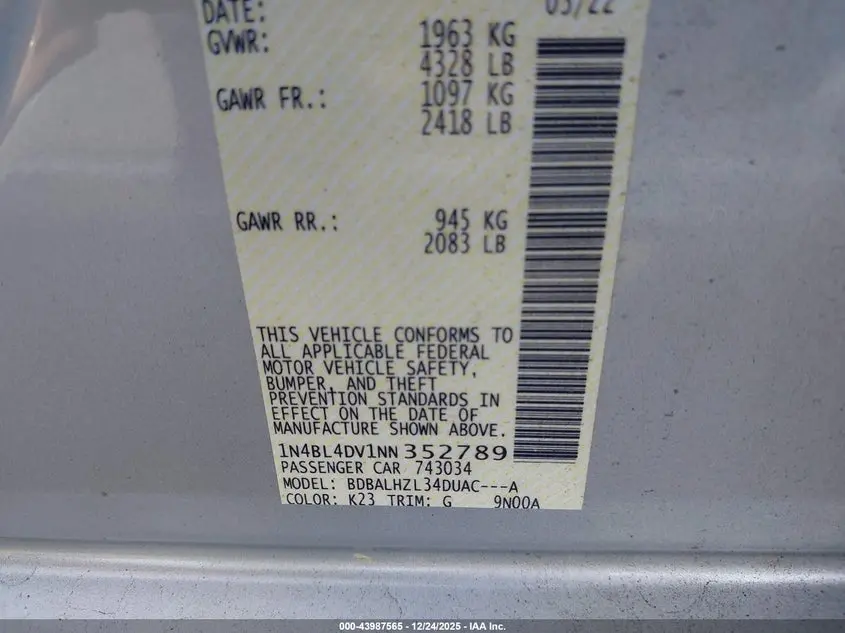 DATE: 03/22
GVWR: 1963 KG
4328 LB
GAWR FR.: 1097 KG
2418 LB
GAWR RR.: 945 KG
2083 LB
THIS VEHICLE CONFORMS TO
ALL APPLICABLE FEDERAL
MOTOR VEHICLE SAFETY,
BUMPER, AND THEFT
PREVENTION STANDARDS IN
EFFECT ON THE DATE OF
MANUFACTURE SHOWN ABOVE.
1N4BL4DV1NN352789
PASSENGER CAR 743034
MODEL: BDBALHZL34DUAC---A
COLOR: K23 TRIM: G 9N00A
000-43987565 • 12/24/2025 • IAA Inc.